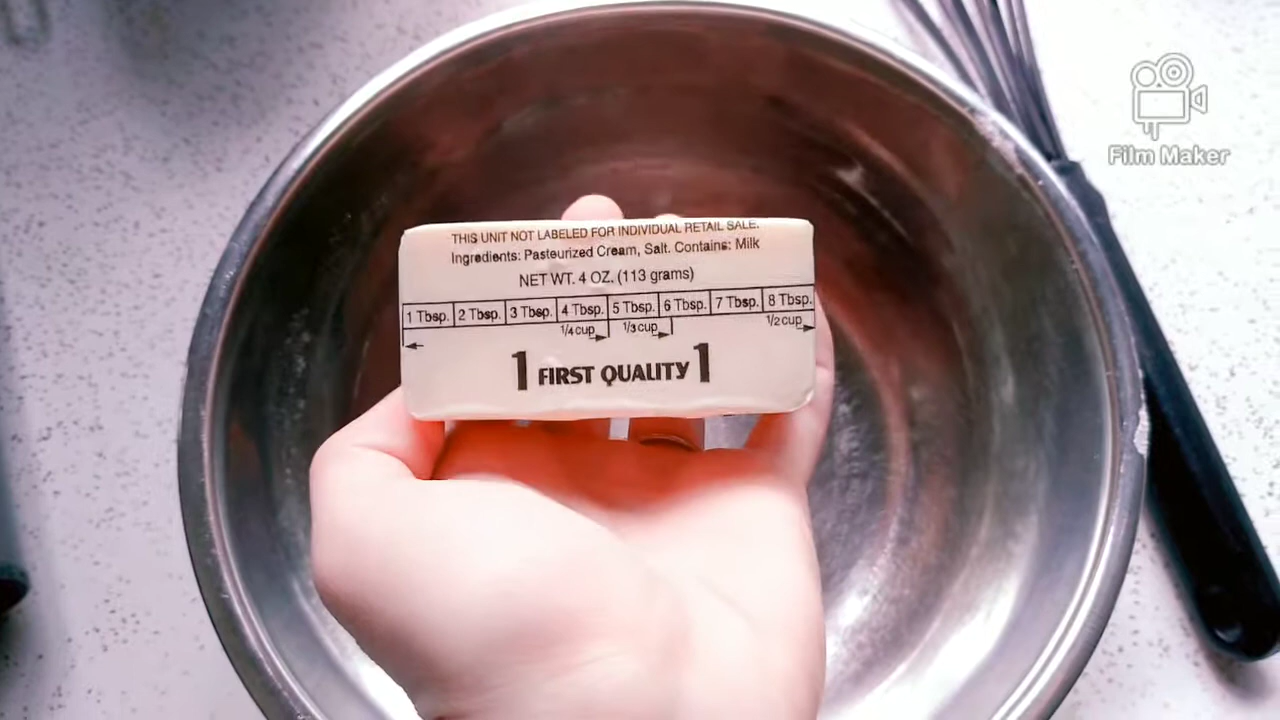 THIS UNIT NOT LABELED FOR INDIVIDUAL RETAIL SALE.
Ingredients: Pasteurized Cream, Salt. Contains: Milk
NET WT. 4 OZ. (113 grams)
1 Tbsp. 2 Tbsp. 3 Tbsp. 4 Tbsp. 5 Tbsp. 6 Tbsp. 7 Tbsp. 8 Tbsp.
1/4 cup 1/3 cup 1/2 cup
1 FIRST QUALITY 1
Film Maker